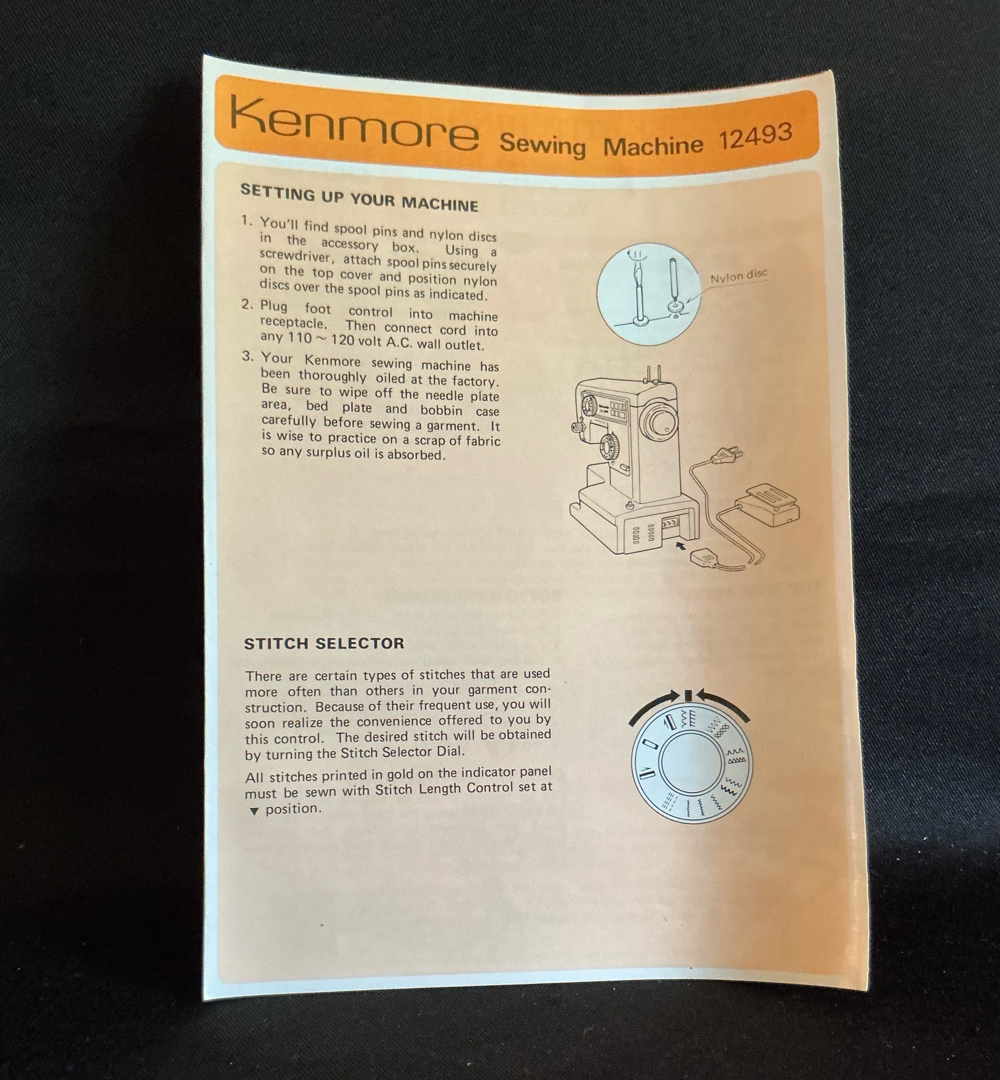 Kenmore Sewing Machine 12493
SETTING UP YOUR MACHINE
1. You'll find spool pins and nylon discs
in the accessory box. Using a
screwdriver, attach spool pins securely
on the top cover and position nylon
discs over the spool pins as indicated.
2. Plug foot control into machine
receptacle. Then connect cord into
any 110 ~ 120 volt A.C. wall outlet.
3. Your Kenmore sewing machine has
been thoroughly oiled at the factory.
Be sure to wipe off the needle plate
area, bed plate and bobbin case
carefully before sewing a garment. It
is wise to practice on a scrap of fabric
so any surplus oil is absorbed.
Nylon disc
STITCH SELECTOR
There are certain types of stitches that are used
more often than others in your garment con-
struction. Because of their frequent use, you will
soon realize the convenience offered to you by
this control. The desired stitch will be obtained
by turning the Stitch Selector Dial.
All stitches printed in gold on the indicator panel
must be sewn with Stitch Length Control set at
▼ position.